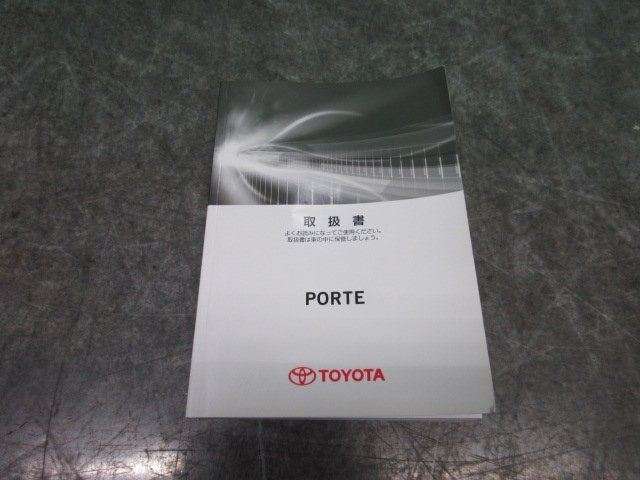 取扱書
よくお読みになってご使用ください。
取扱書は車の中に保管しましょう。
PORTE
TOYOTA